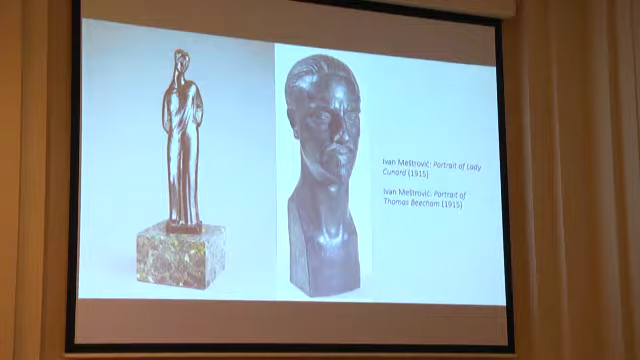 Ivan Meštrović: Portrait of Lady
Cunard (1915)
Ivan Meštrović: Portrait of
Thomas Beecham (1915)